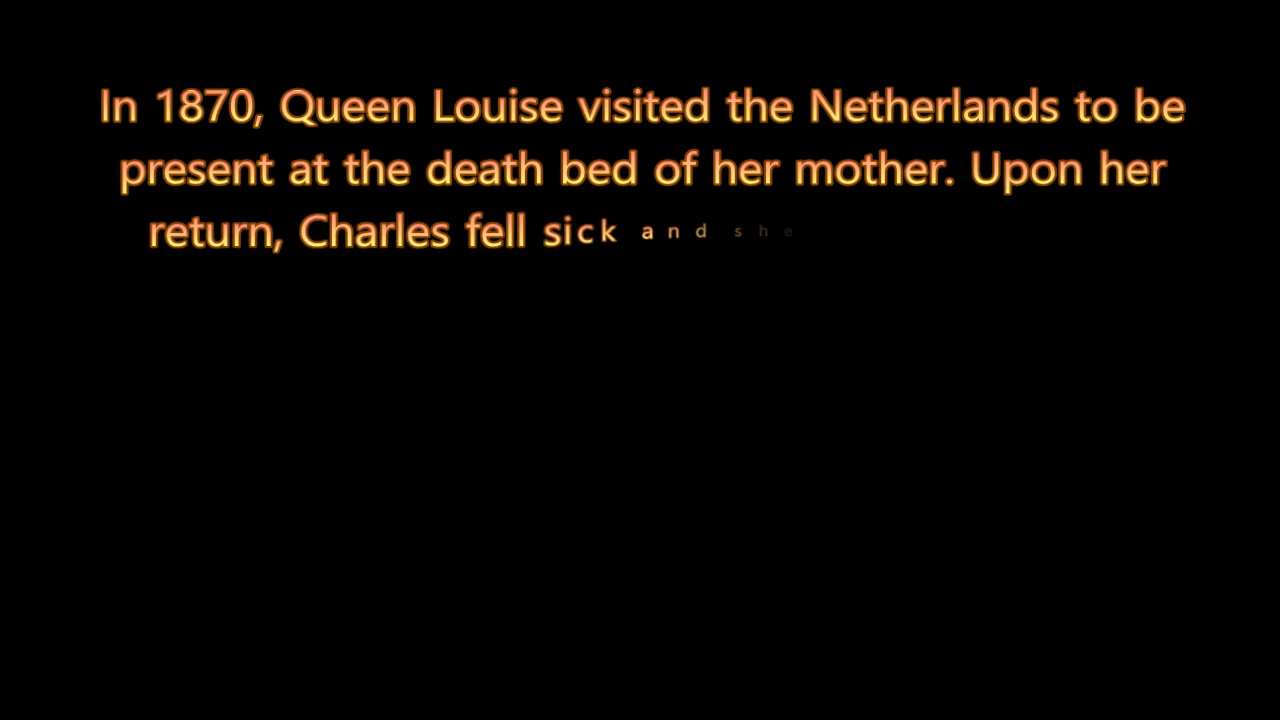 In 1870, Queen Louise visited the Netherlands to be
present at the death bed of her mother. Upon her
return, Charles fell sick and she